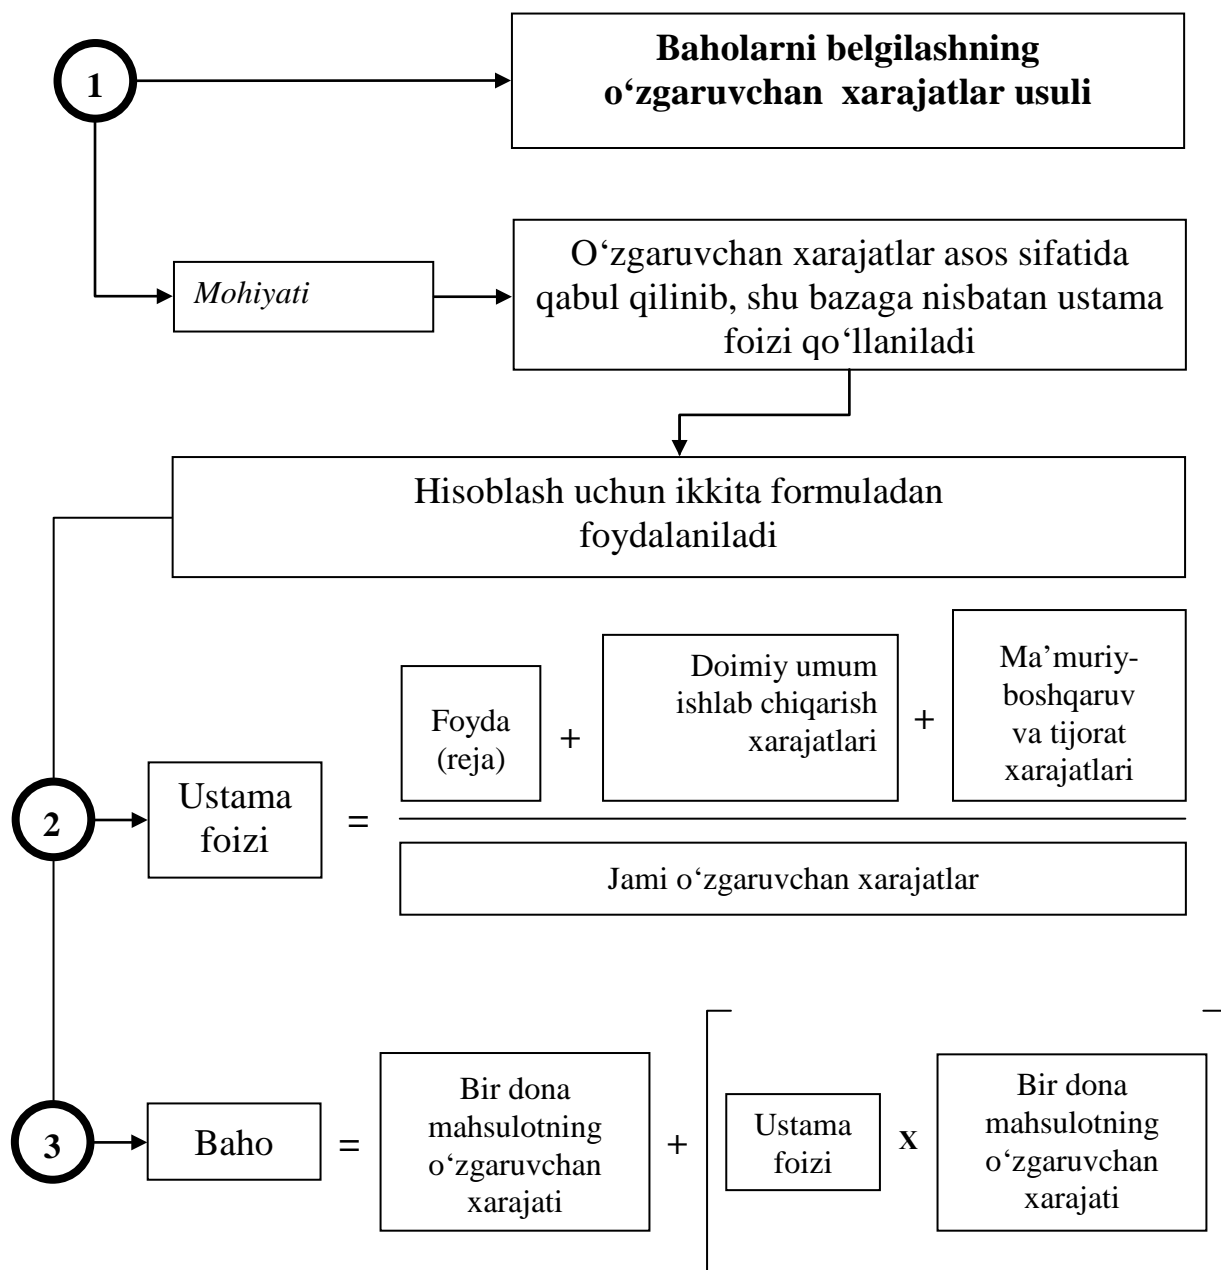 1
Baholarni belgilashning
o‘zgaruvchan xarajatlar usuli
Mohiyati
O‘zgaruvchan xarajatlar asos sifatida
qabul qilinib, shu bazaga nisbatan ustama
foizi qo‘llaniladi
Hisoblash uchun ikkita formuladan
foydalaniladi
2
Ustama
foizi
=
Foyda
(reja)
+
Doimiy umum
ishlab chiqarish
xarajatlari
+
Ma’muriy-
boshqaruv
va tijorat
xarajatlari
Jami o‘zgaruvchan xarajatlar
3
Baho
=
Bir dona
mahsulotning
o‘zgaruvchan
xarajati
+
Ustama
foizi
x
Bir dona
mahsulotning
o‘zgaruvchan
xarajati